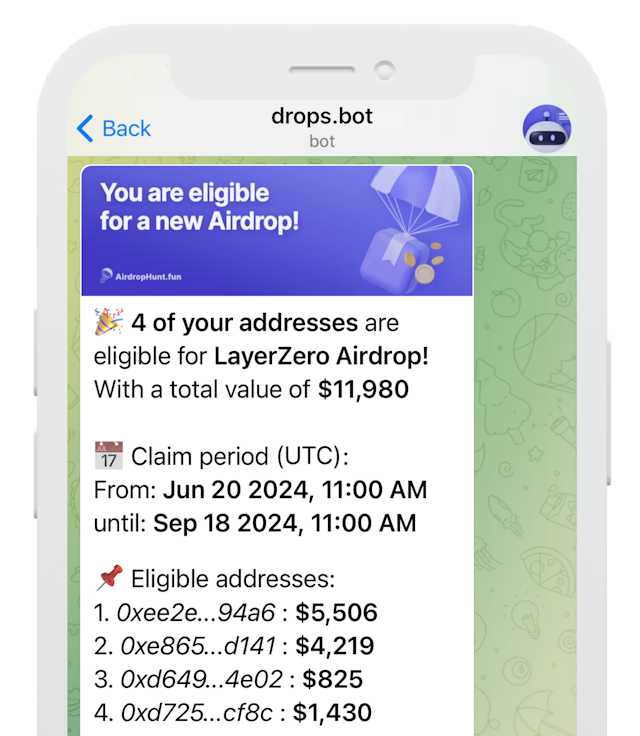 Back
drops.bot
bot
You are eligible
for a new Airdrop!
AirdropHunt.fun
🎉 4 of your addresses are
eligible for LayerZero Airdrop!
With a total value of $11,980
JUL
17
Claim period (UTC):
From: Jun 20 2024, 11:00 AM
until: Sep 18 2024, 11:00 AM
📌 Eligible addresses:
1. 0xee2e...94a6 : $5,506
2. 0xe865...d141 : $4,219
3. 0xd649...4e02 : $825
4. 0xd725...cf8c : $1,430